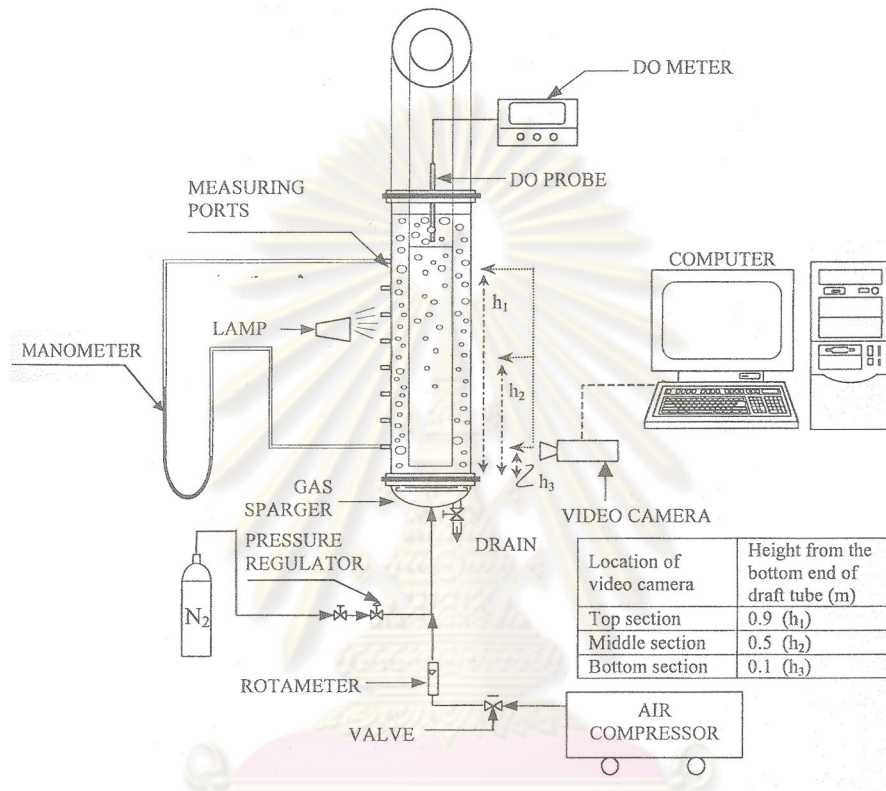 DO METER
DO PROBE
MEASURING
PORTS
COMPUTER
h₁
LAMP
MANOMETER
h₂
h₃
GAS
SPARGER
VIDEO CAMERA
DRAIN
PRESSURE
REGULATOR
N₂
Location of
video camera
Height from the
bottom end of
draft tube (m)
Top section 0.9 (h₁)
Middle section 0.5 (h₂)
Bottom section 0.1 (h₃)
ROTAMETER
VALVE
AIR
COMPRESSOR